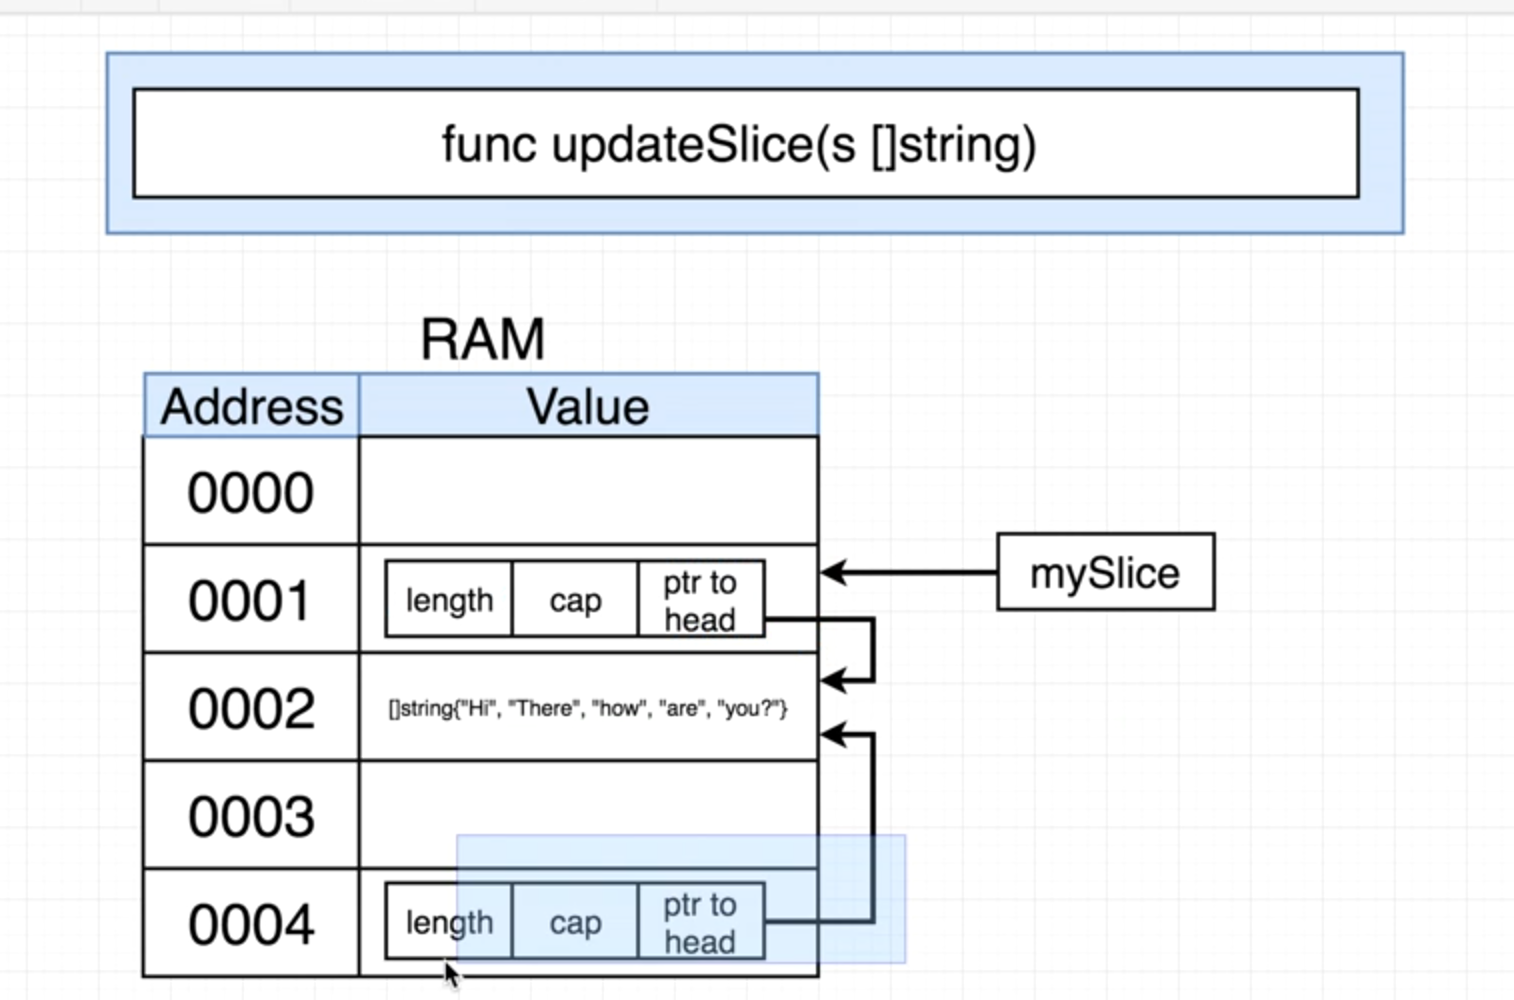 func updateSlice(s []string)
RAM
Address Value
0000
0001 length cap ptr to head
mySlice
0002 []string{"Hi", "There", "how", "are", "you?"}
0003
0004 length cap ptr to head